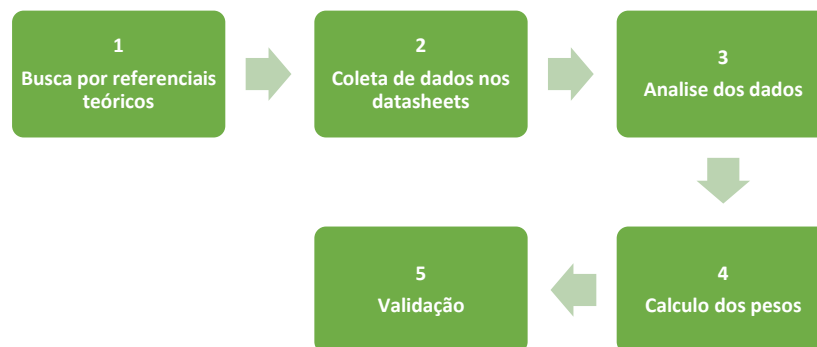 1
Busca por referenciais
teóricos
2
Coleta de dados nos
datasheets
3
Analise dos dados
4
Calculo dos pesos
5
Validação